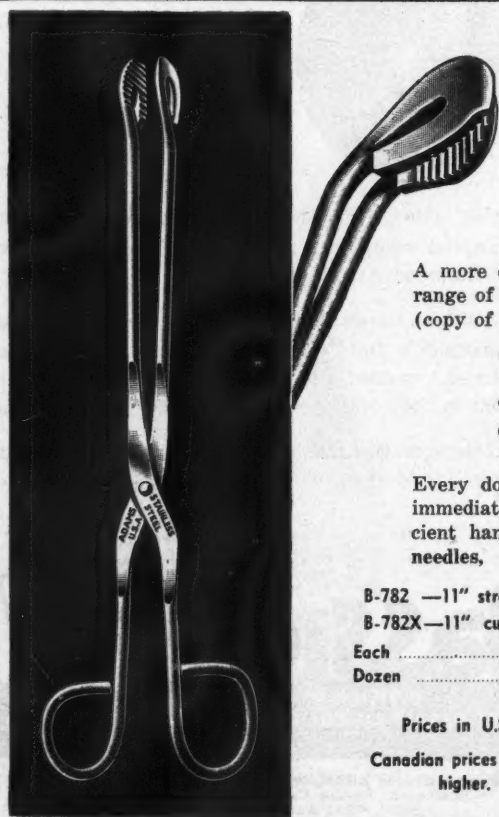 ADAMS
U.S.A
STAINLESS
STEEL
A more
range of
(copy of
Every do
immediat
cient han
needles,
B-782 —11" stra
B-782X—11" cu
Each
Dozen
Prices in U.S
Canadian prices
higher.